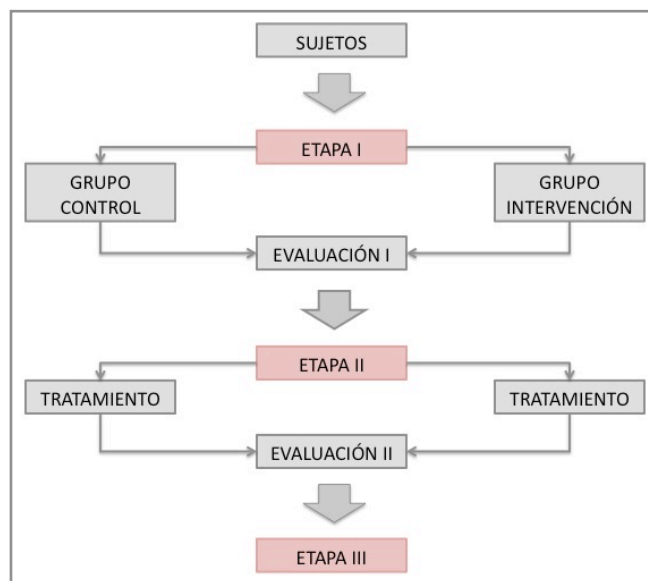 SUJETOS
ETAPA I
GRUPO
CONTROL
GRUPO
INTERVENCIÓN
EVALUACIÓN I
ETAPA II
TRATAMIENTO
TRATAMIENTO
EVALUACIÓN II
ETAPA III